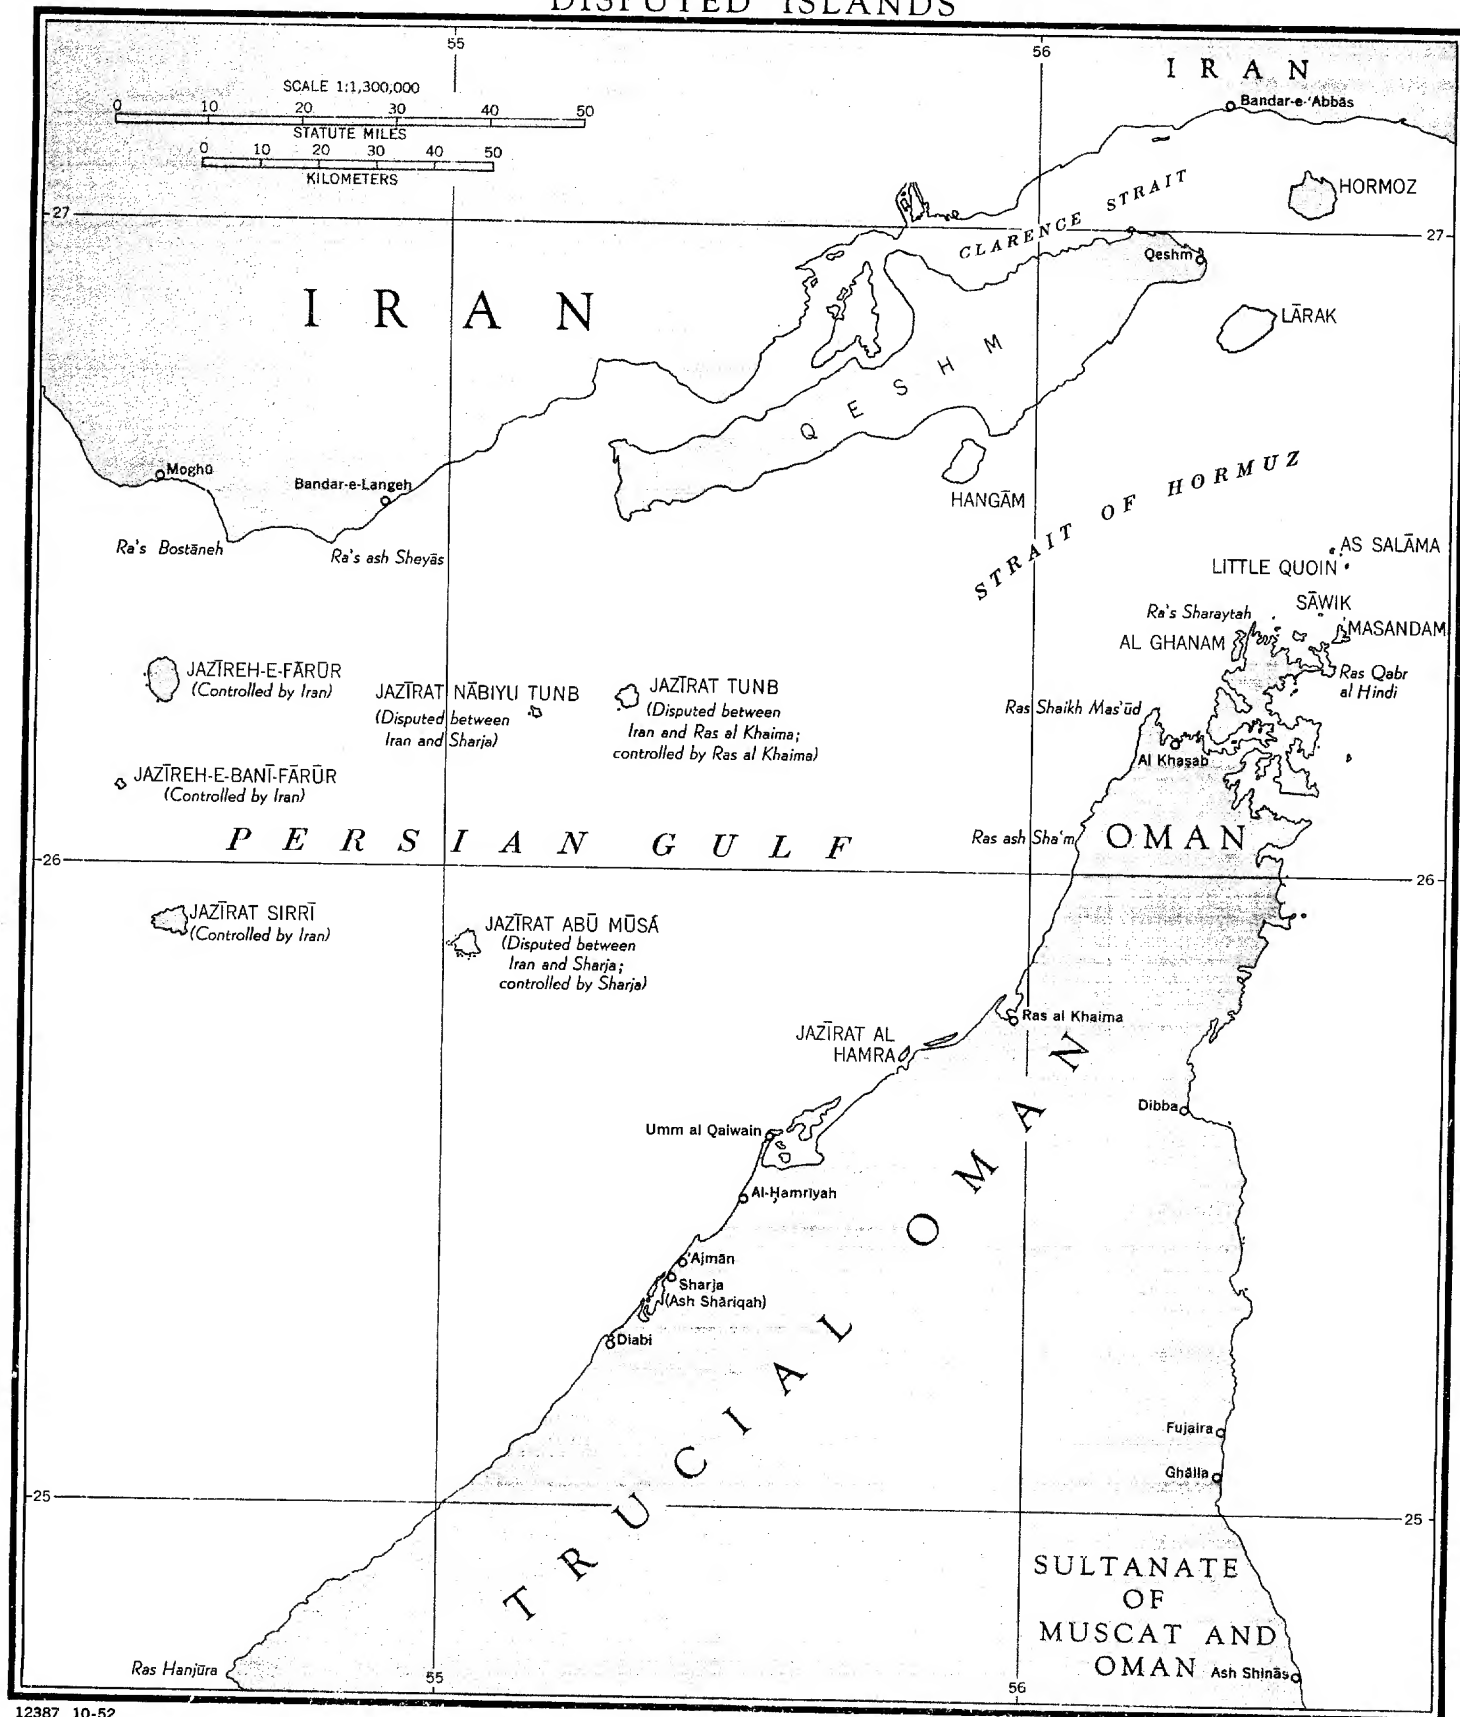 DISPUTED ISLANDS
55
56
SCALE 1:1,300,000
0 10 20 30 40 50
STATUTE MILES
0 10 20 30 40 50
KILOMETERS
IRAN
Bandar-e-'Abbās
HORMOZ
27
27
CLARENCE STRAIT
Qeshm
IRAN
LĀRAK
QESHM
Moghū
Bandar-e-Langeh
HANGĀM
STRAIT OF HORMUZ
Ra's Bostāneh
Ra's ash Sheyās
AS SALĀMA
LITTLE QUOIN
SĀWIK
Ra's Sharaytah
MASANDAM
AL GHANAM
Ras Qabr
al Hindi
JAZĪREH-E-FĀRŪR
(Controlled by Iran)
JAZĪRAT NĀBIYU TUNB
(Disputed between
Iran and Sharja)
JAZĪRAT TUNB
(Disputed between
Iran and Ras al Khaima;
controlled by Ras al Khaima)
Ras Shaikh Mas'ūd
Al Khaṣab
JAZĪREH-E-BANĪ-FĀRŪR
(Controlled by Iran)
PERSIAN GULF
Ras ash Sha'm
OMAN
26
26
JAZĪRAT SIRRĪ
(Controlled by Iran)
JAZĪRAT ABŪ MŪSÁ
(Disputed between
Iran and Sharja;
controlled by Sharja)
Ras al Khaima
JAZĪRAT AL
HAMRA
Dibba
Umm al Qaiwain
Al-Ḥamrīyah
'Ajmān
Sharja
(Ash Shāriqah)
Diabi
TRUCIAL OMAN
Fujaira
Ghālla
25
25
SULTANATE
OF
MUSCAT AND
OMAN
Ash Shināṣ
Ras Hanjūra
55
56
12387 10-52